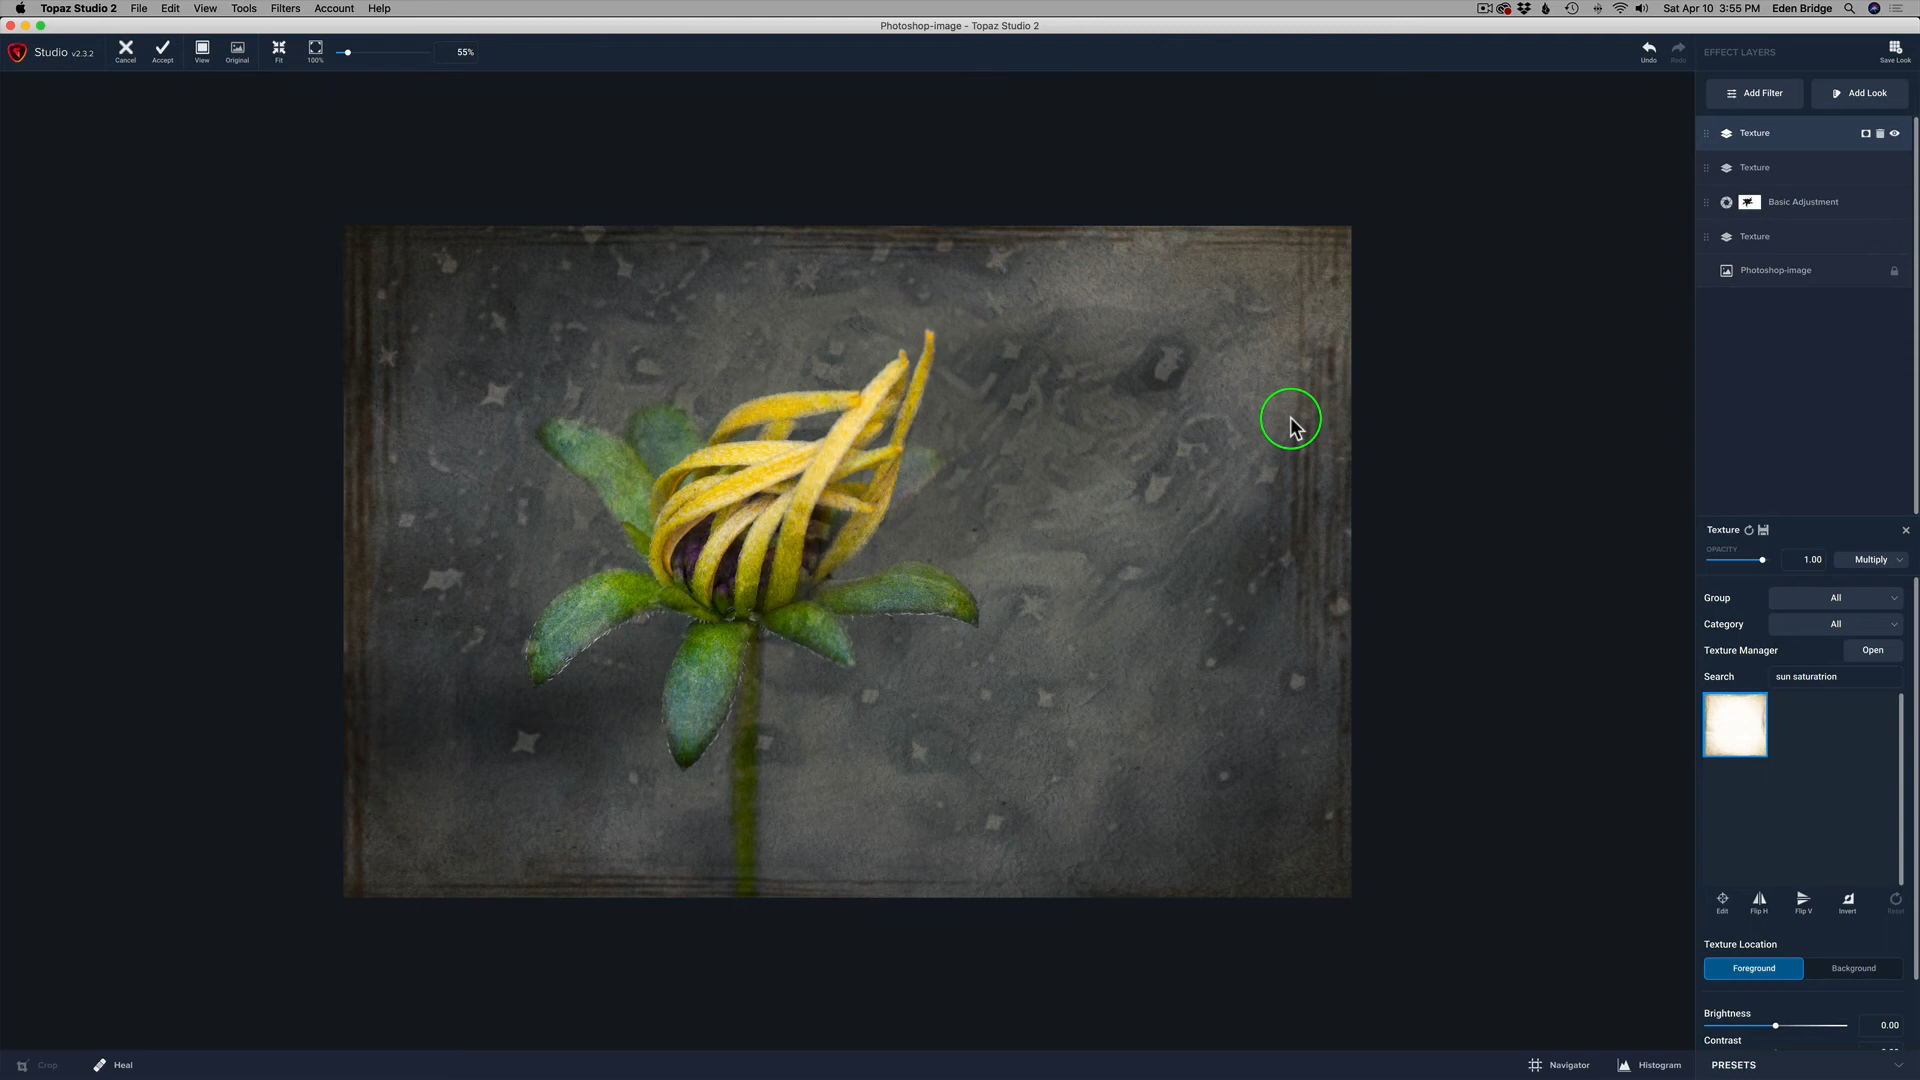 Topaz Studio 2 File Edit View Tools Filters Account Help Sat Apr 10 3:55 PM Eden Bridge
Photoshop-image - Topaz Studio 2
Studio v2.3.2 Cancel Accept View Original Fit 100% 55% Undo Redo EFFECT LAYERS Save Look
Add Filter Add Look
Texture
Texture
Basic Adjustment
Texture
Photoshop-image
Texture
OPACITY 1.00 Multiply
Group All
Category All
Texture Manager Open
Search sun saturatrion
Edit Flip H Flip V Invert Reset
Texture Location
Foreground Background
Brightness 0.00
Contrast
Crop Heal Navigator Histogram PRESETS